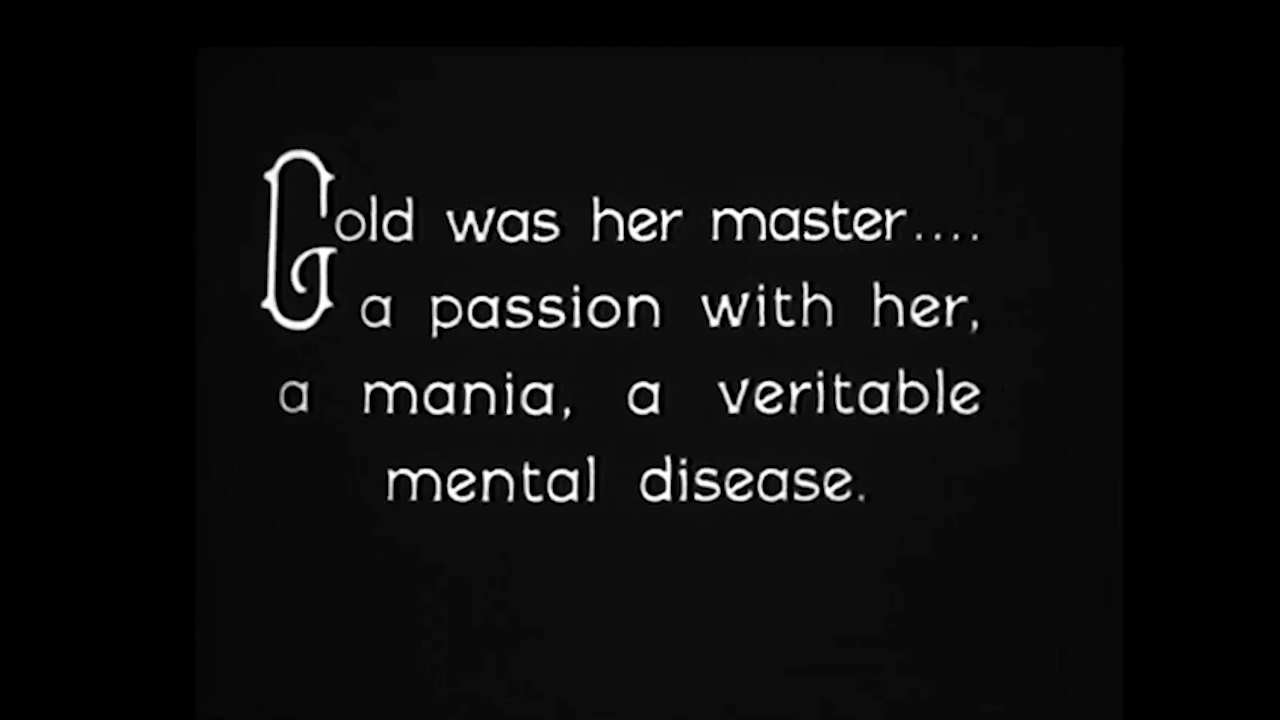 Gold was her master....
a passion with her,
a mania, a veritable
mental disease.